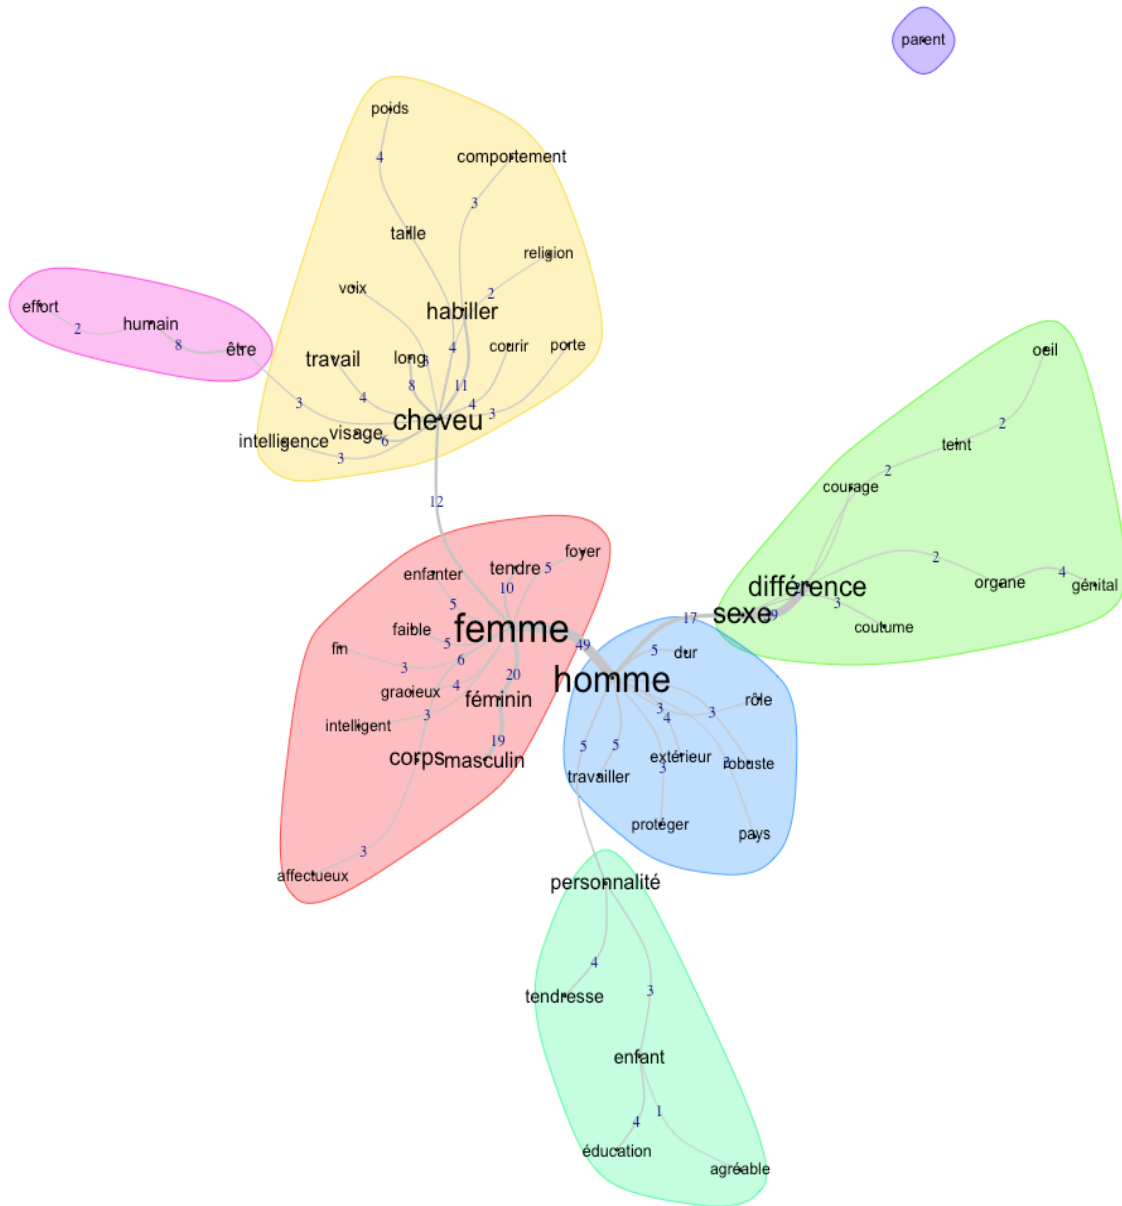 parent
poids
4
comportement
3
taille
religion
voix
2
effort
habiller
humain
2
8
être
courir
porte
travail
long
3
4
8
11
3
4
4
3
cheveu
visage
6
intelligence
3
12
oeil
2
teint
2
courage
foyer
tendre
5
enfanter
10
5
2
4
organe
génital
différence
9
3
sexe
17
coutume
faible
femme
5
49
fin
6
3
dur
5
20
4
homme
gracieux
féminin
3
rôle
3
3
4
intelligent
19
5
5
corps
masculin
extérieur
2
robuste
3
travailler
protéger
pays
3
affectueux
personnalité
4
3
tendresse
enfant
1
4
éducation
agréable